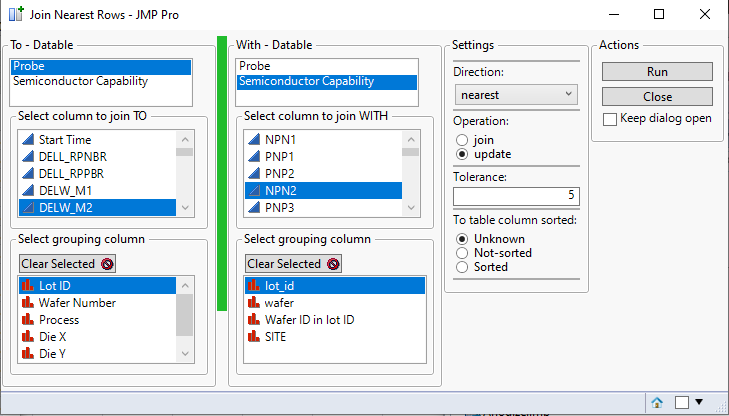 Join Nearest Rows - JMP Pro
To - Datable
Probe
Semiconductor Capability
Select column to join TO
Start Time
DELL_RPNBR
DELL_RPPBR
DELW_M1
DELW_M2
Select grouping column
Clear Selected
Lot ID
Wafer Number
Process
Die X
Die Y
With - Datable
Probe
Semiconductor Capability
Select column to join WITH
NPN1
PNP1
PNP2
NPN2
PNP3
Select grouping column
Clear Selected
lot_id
wafer
Wafer ID in lot ID
SITE
Settings
Direction:
nearest
Operation:
join
update
Tolerance:
5
To table column sorted:
Unknown
Not-sorted
Sorted
Actions
Run
Close
Keep dialog open